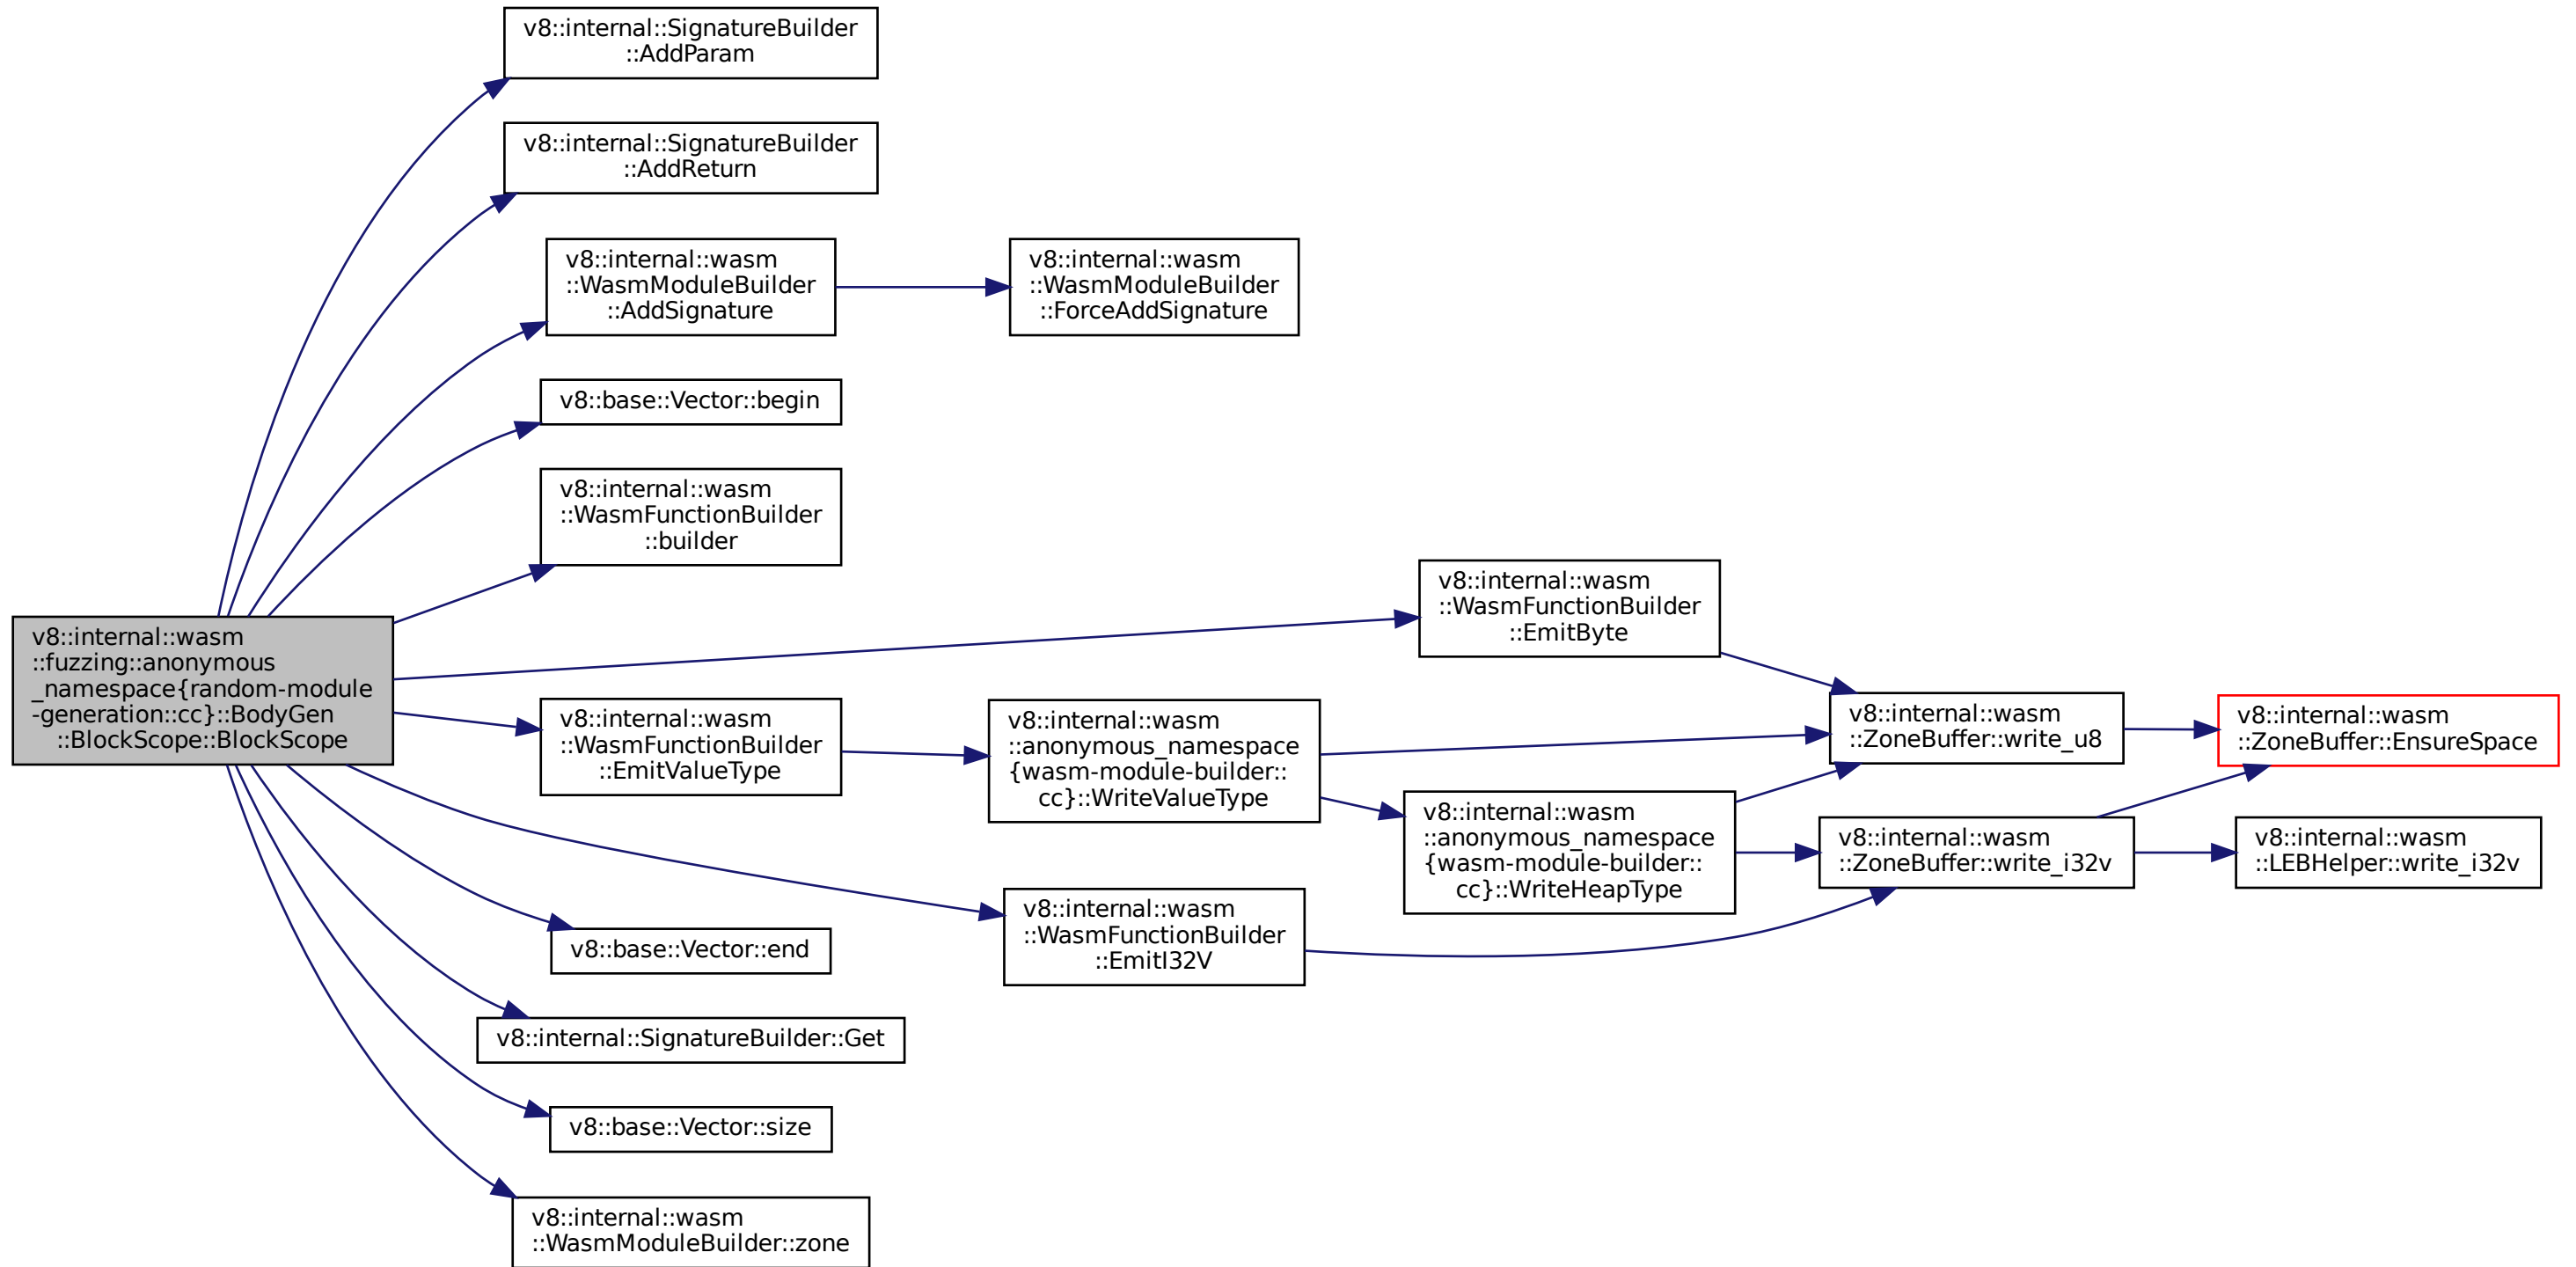 v8::internal::SignatureBuilder
::AddParam
v8::internal::SignatureBuilder
::AddReturn
v8::internal::wasm
::WasmModuleBuilder
::AddSignature
v8::internal::wasm
::WasmModuleBuilder
::ForceAddSignature
v8::base::Vector::begin
v8::internal::wasm
::WasmFunctionBuilder
::builder
v8::internal::wasm
::fuzzing::anonymous
_namespace{random-module
-generation::cc}::BodyGen
::BlockScope::BlockScope
v8::internal::wasm
::WasmFunctionBuilder
::EmitByte
v8::internal::wasm
::WasmFunctionBuilder
::EmitValueType
v8::internal::wasm
::anonymous_namespace
{wasm-module-builder::
cc}::WriteValueType
v8::internal::wasm
::ZoneBuffer::write_u8
v8::internal::wasm
::ZoneBuffer::EnsureSpace
v8::internal::wasm
::anonymous_namespace
{wasm-module-builder::
cc}::WriteHeapType
v8::internal::wasm
::ZoneBuffer::write_i32v
v8::internal::wasm
::LEBHelper::write_i32v
v8::internal::wasm
::WasmFunctionBuilder
::EmitI32V
v8::base::Vector::end
v8::internal::SignatureBuilder::Get
v8::base::Vector::size
v8::internal::wasm
::WasmModuleBuilder::zone